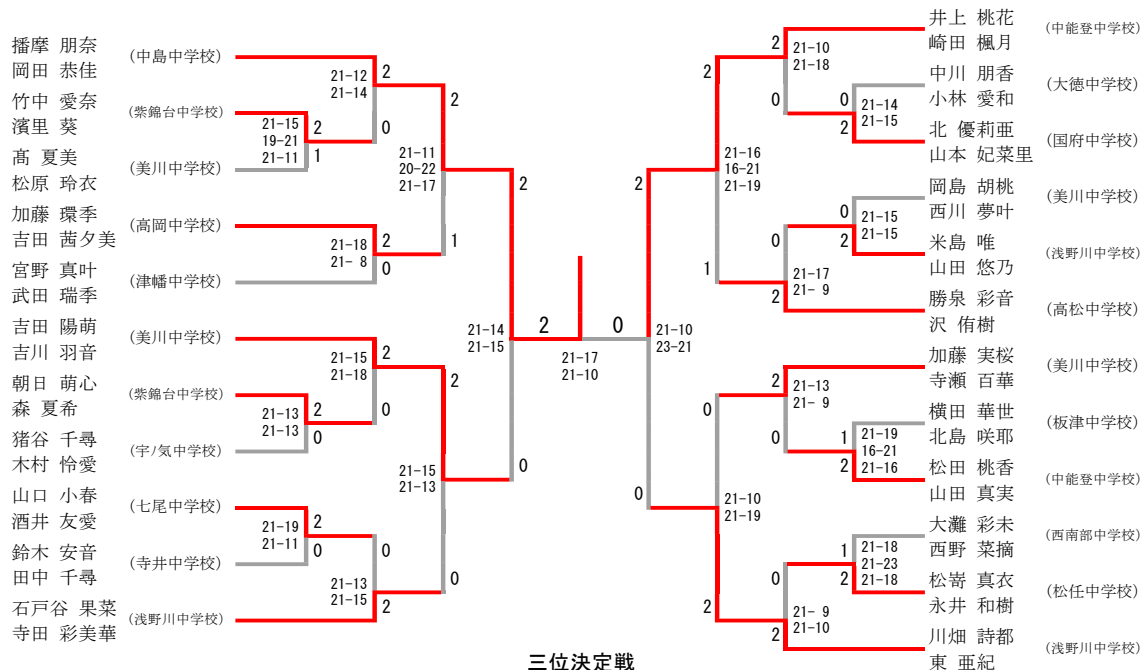 播磨 朋奈
岡田 恭佳
(中島中学校)
竹中 愛奈
濱里 葵
(紫錦台中学校)
髙 夏美
松原 玲衣
(美川中学校)
加藤 環季
吉田 茜夕美
(高岡中学校)
宮野 真叶
武田 瑞季
(津幡中学校)
吉田 陽萌
吉川 羽音
(美川中学校)
朝日 萌心
森 夏希
(紫錦台中学校)
猪谷 千尋
木村 怜愛
(宇ノ気中学校)
山口 小春
酒井 友愛
(七尾中学校)
鈴木 安音
田中 千尋
(寺井中学校)
石戸谷 果菜
寺田 彩美華
(浅野川中学校)
21-15
19-21
21-11
2
1
21-13
21-13
2
0
21-19
21-11
2
0
21-12
21-14
2
0
21-18
21- 8
2
0
21-15
21-18
2
0
21-13
21-15
0
2
21-11
20-22
21-17
2
1
21-15
21-13
2
0
21-14
21-15
2
0
2
0
21-17
21-10
21-10
23-21
2
0
21-16
16-21
21-19
2
1
21-10
21-19
0
2
21-10
21-18
2
0
21-17
21- 9
0
2
21-13
21- 9
2
0
21- 9
21-10
0
2
21-14
21-15
0
2
21-15
21-15
0
2
21-19
16-21
21-16
1
2
21-18
21-23
21-18
1
2
井上 桃花
崎田 楓月
(中能登中学校)
中川 朋香
小林 愛和
(大徳中学校)
北 優莉亜
山本 妃菜里
(国府中学校)
岡島 胡桃
西川 夢叶
(美川中学校)
米島 唯
山田 悠乃
(浅野川中学校)
勝泉 彩音
沢 侑樹
(高松中学校)
加藤 実桜
寺瀬 百華
(美川中学校)
横田 華世
北島 咲耶
(板津中学校)
松田 桃香
山田 真実
(中能登中学校)
大灘 彩未
西野 菜摘
(西南部中学校)
松嵜 真衣
永井 和樹
(松任中学校)
川畑 詩都
東 亜紀
(浅野川中学校)
三位決定戦